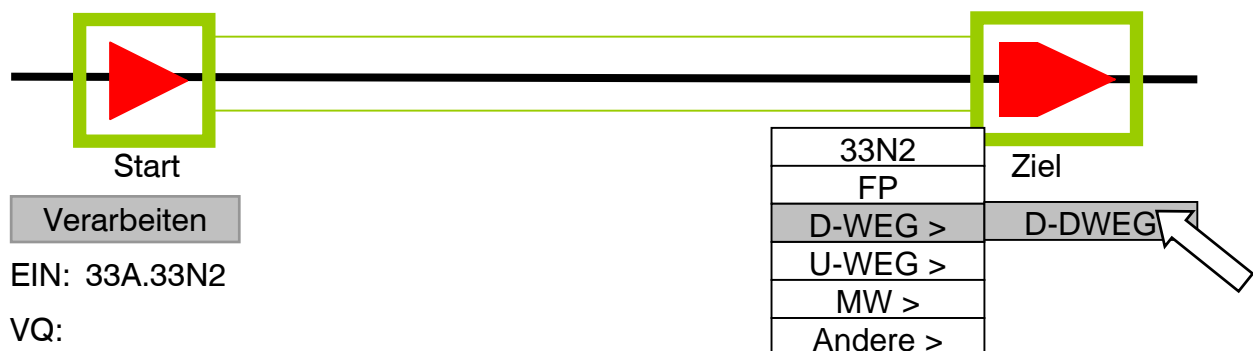 Start
Ziel
Verarbeiten
EIN: 33A.33N2
VQ:
33N2
FP
D-WEG >
D-DWEG
U-WEG >
MW >
Andere >